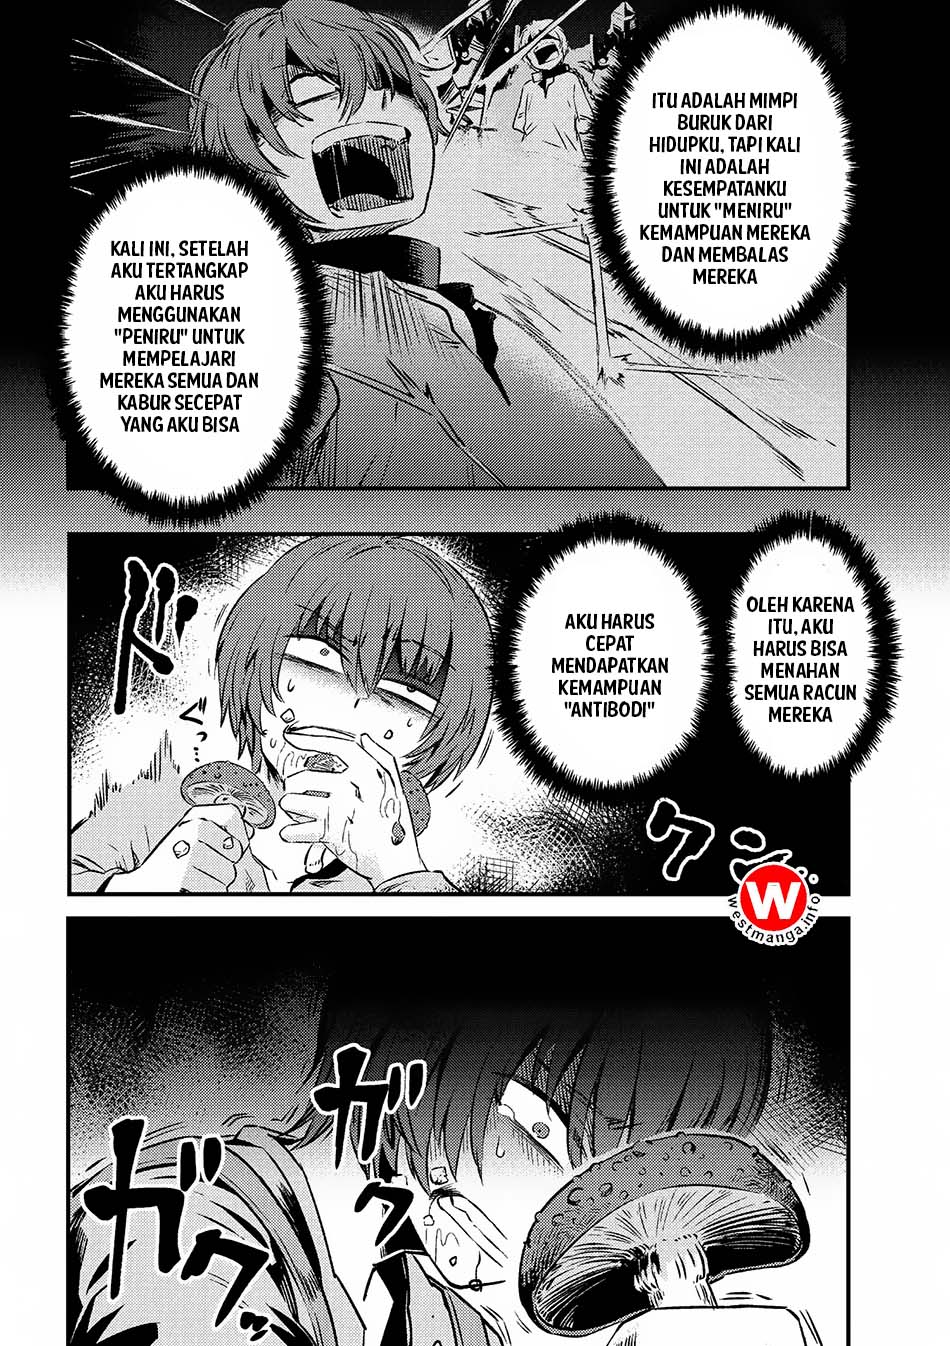 ITU ADALAH MIMPI
BURUK DARI
HIDUPKU, TAPI KALI
INI ADALAH
KESEMPATANKU
UNTUK "MENIRU"
KEMAMPUAN MEREKA
DAN MEMBALAS
MEREKA
KALI INI, SETELAH
AKU TERTANGKAP
AKU HARUS
MENGGUNAKAN
"PENIRU" UNTUK
MEMPELAJARI
MEREKA SEMUA DAN
KABUR SECEPAT
YANG AKU BISA
OLEH KARENA
ITU, AKU
HARUS BISA
MENAHAN
SEMUA RACUN
MEREKA
AKU HARUS
CEPAT
MENDAPATKAN
KEMAMPUAN
"ANTIBODI"
ドクン
W
westmanga.info
ガク
ガク